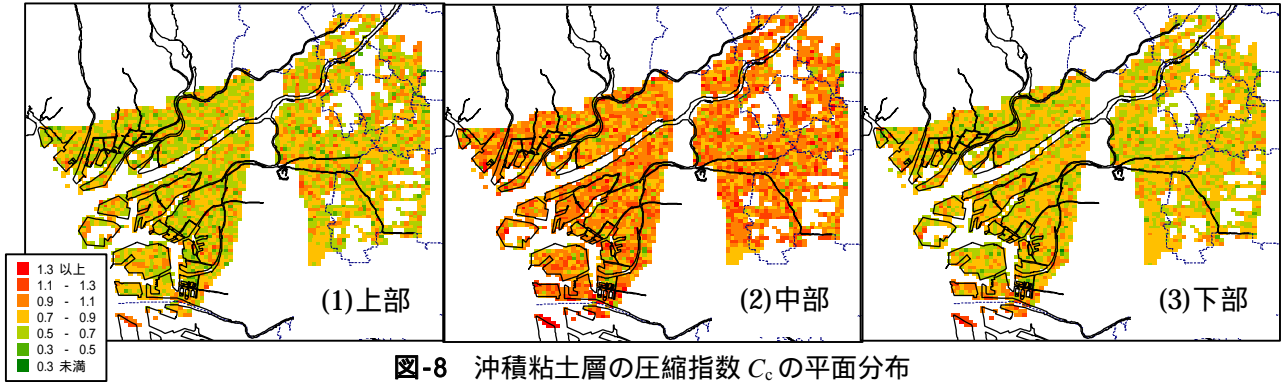 1.3 以上
1.1 - 1.3
0.9 - 1.1
0.7 - 0.9
0.5 - 0.7
0.3 - 0.5
0.3 未満
(1)上部
(2)中部
(3)下部
図-8 沖積粘土層の圧縮指数 Ccの平面分布